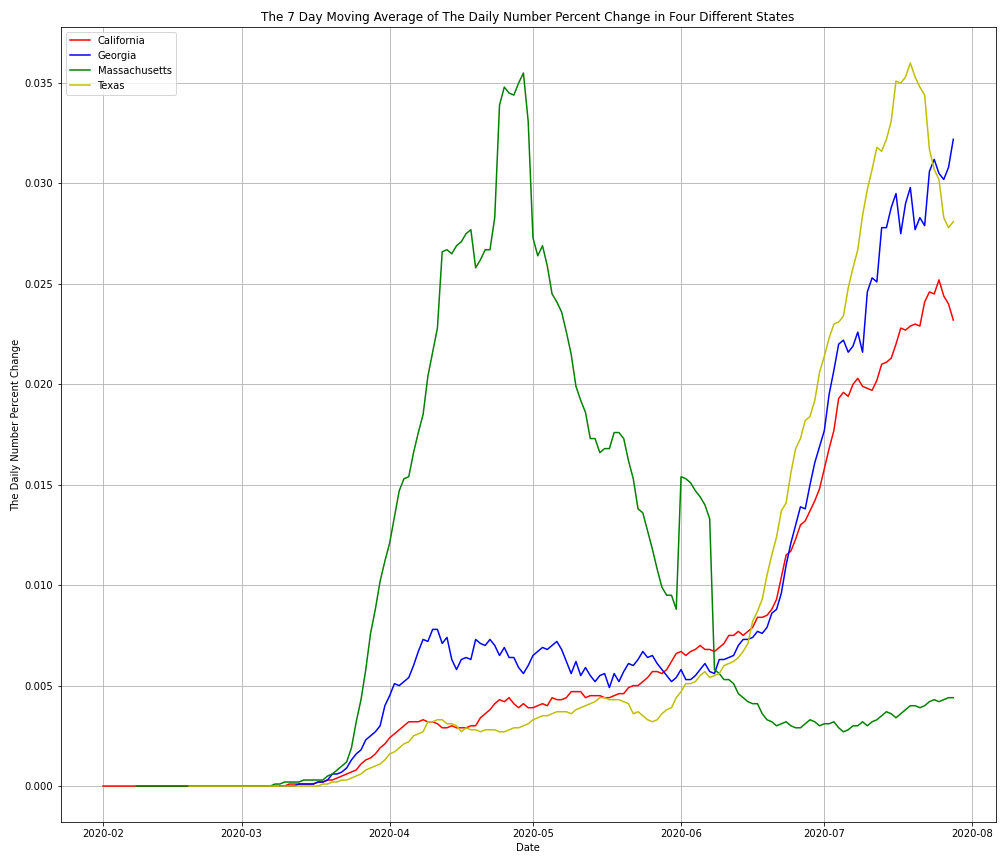 The 7 Day Moving Average of The Daily Number Percent Change in Four Different States
California
Georgia
Massachusetts
Texas
The Daily Number Percent Change
0.035
0.030
0.025
0.020
0.015
0.010
0.005
0.000
2020-02
2020-03
2020-04
2020-05
2020-06
2020-07
2020-08
Date